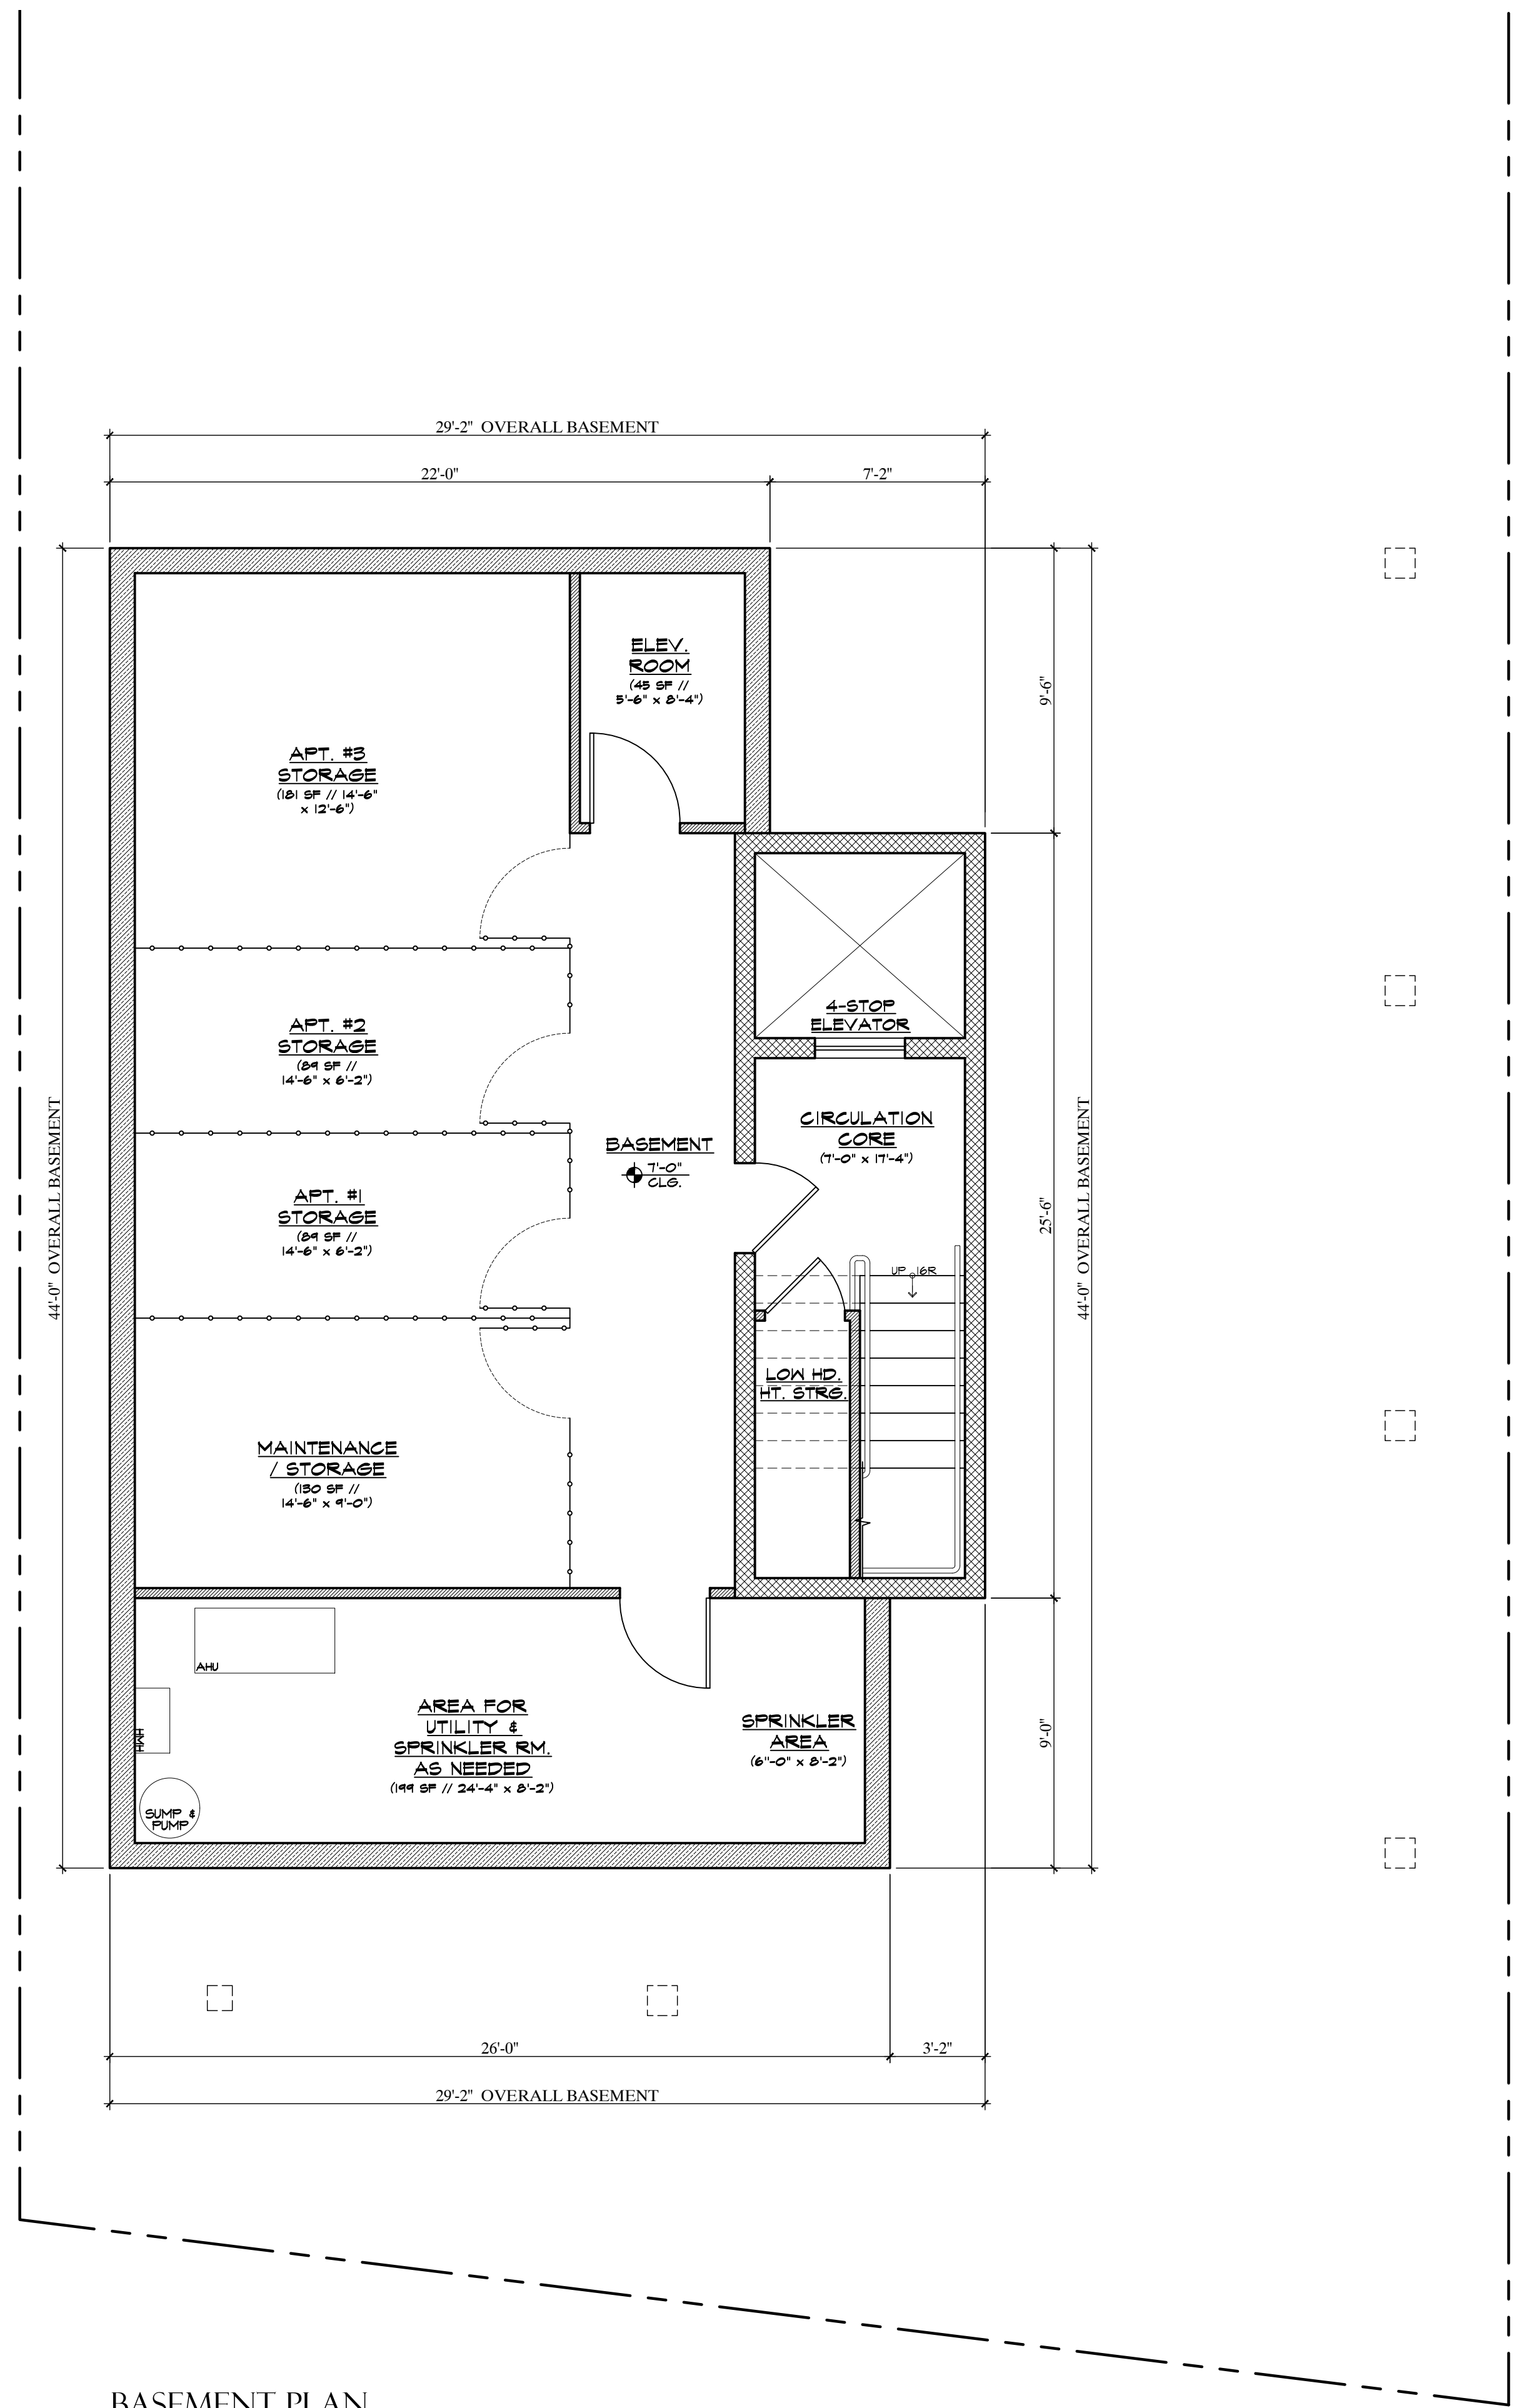 29'-2" OVERALL BASEMENT
22'-0"
7'-2"
ELEV.
ROOM
(45 SF //
5'-6" x 8'-4")
9'-6"
APT. #3
STORAGE
(181 SF // 14'-6"
x 12'-6")
4-STOP
ELEVATOR
APT. #2
STORAGE
(89 SF //
14'-6" x 6'-2")
CIRCULATION
CORE
(7'-0" x 17'-4")
BASEMENT
7'-0"
CLG.
44'-0" OVERALL BASEMENT
25'-6"
44'-0" OVERALL BASEMENT
APT. #1
STORAGE
(89 SF //
14'-6" x 6'-2")
UP 16R
LOW HD.
HT. STRG.
MAINTENANCE
/ STORAGE
(130 SF //
14'-6" x 9'-0")
AHU
HWH
SUMP &
PUMP
AREA FOR
UTILITY &
SPRINKLER RM.
AS NEEDED
(199 SF // 24'-4" x 8'-2")
SPRINKLER
AREA
(6"-0" x 8'-2")
9'-0"
26'-0"
3'-2"
29'-2" OVERALL BASEMENT
BASEMENT PLAN